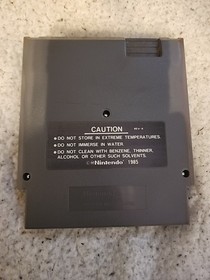 CAUTION
• DO NOT STORE IN EXTREME TEMPERATURES.
• DO NOT IMMERSE IN WATER.
• DO NOT CLEAN WITH BENZENE, THINNER,
ALCOHOL OR OTHER SUCH SOLVENTS.
Nintendo 1985